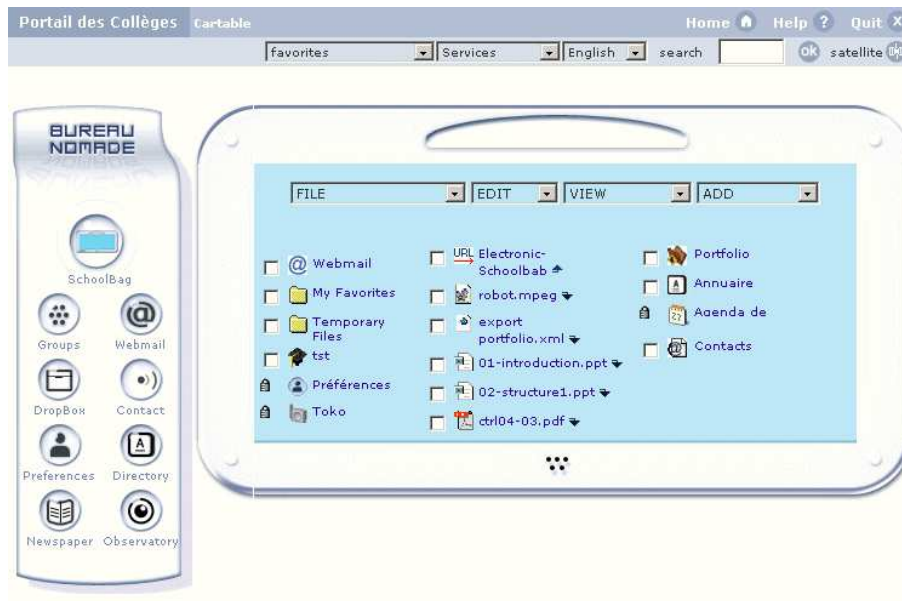 Portail des Collèges Cartable Home Help ? Quit X
favorites Services English search ok satellite
BUREAU
NOMADE
FILE EDIT VIEW ADD
SchoolBag
Groups Webmail
DropBox Contact
Preferences Directory
Newspaper Observatory
Webmail
My Favorites
Temporary
Files
tst
Préférences
Toko
URL Electronic-
Schoolbab
robot.mpeg
export
portfolio.xml
01-introduction.ppt
02-structure1.ppt
ctrl04-03.pdf
Portfolio
Annuaire
Agenda de
Contacts